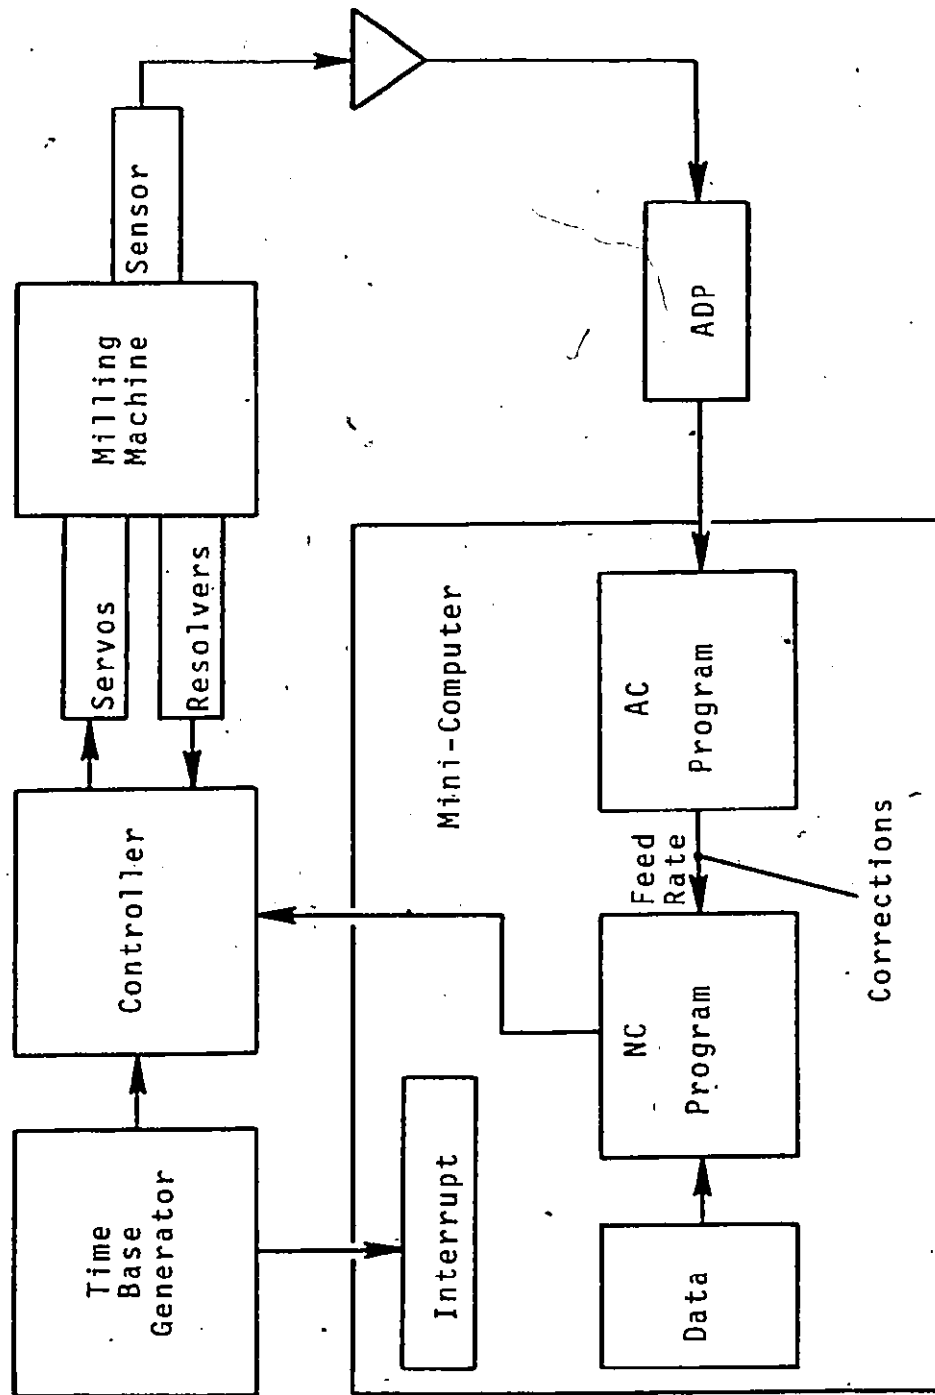 Time
Base
Generator
Controller
Servos
Resolvers
Milling
Machine
Sensor
Interrupt
Mini-Computer
Data
NC
Program
Feed
Rate
AC
Program
ADP
Corrections